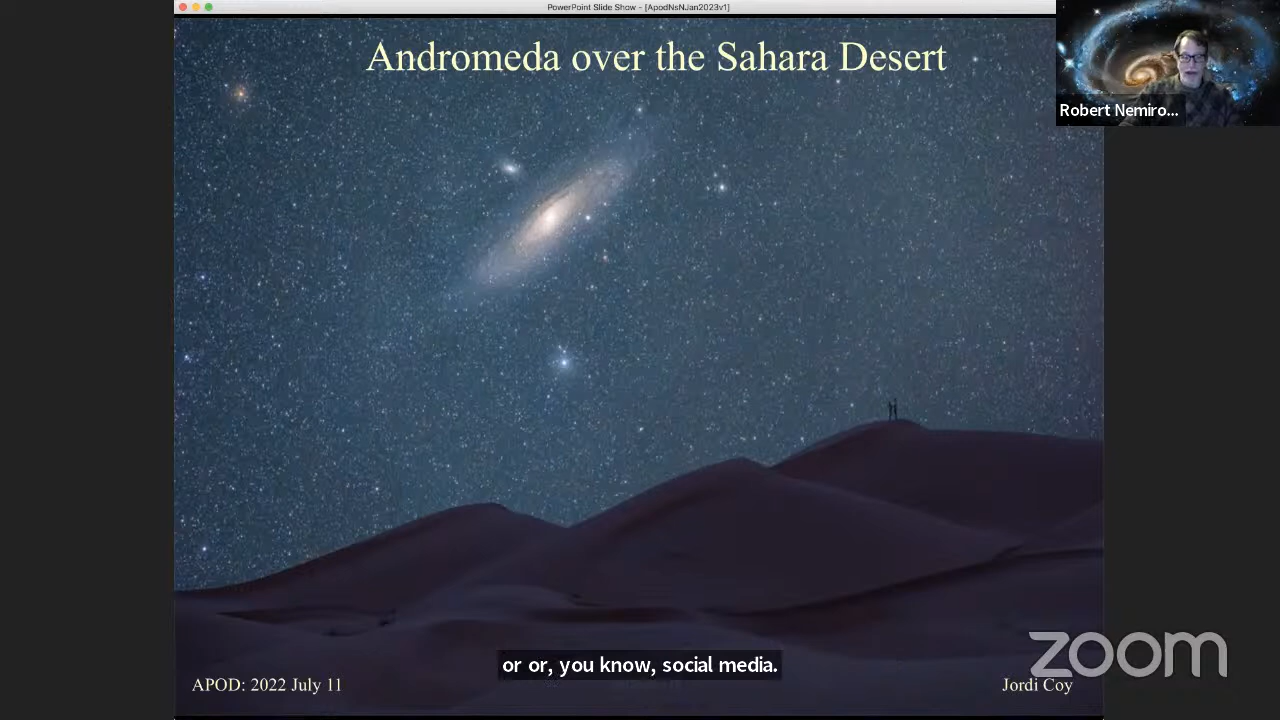 PowerPoint Slide Show - [ApodNsNJan2023v1]
Andromeda over the Sahara Desert
Robert Nemiro...
or or, you know, social media.
zoom
APOD: 2022 July 11
Jordi Coy